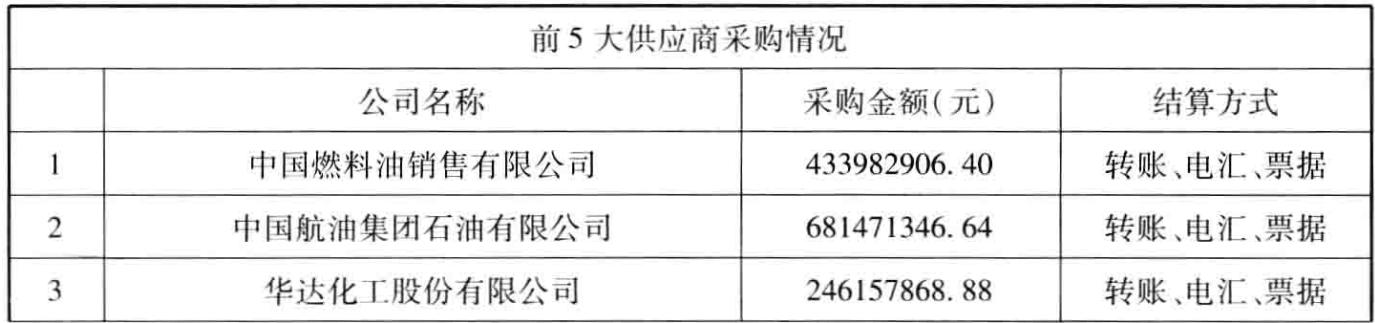 前 5 大供应商采购情况
公司名称 采购金额(元) 结算方式
1 中国燃料油销售有限公司 433982906.40 转账、电汇、票据
2 中国航油集团石油有限公司 681471346.64 转账、电汇、票据
3 华达化工股份有限公司 246157868.88 转账、电汇、票据